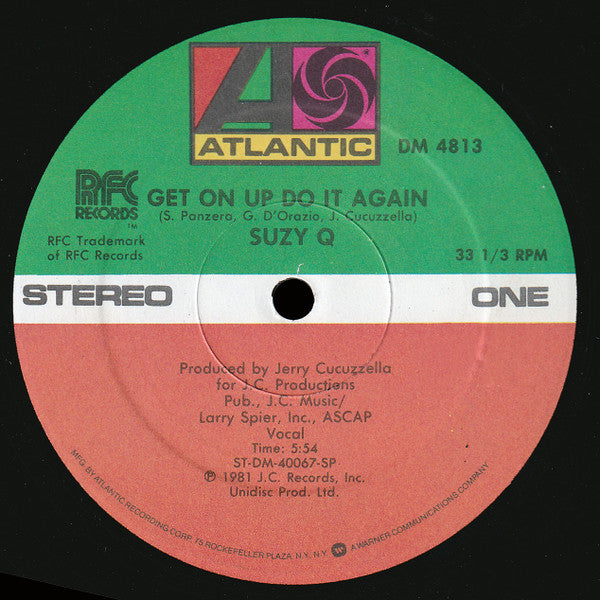 ATLANTIC
®
DM 4813
RFC
RECORDS
™
GET ON UP DO IT AGAIN
(S. Panzera, G. D'Orazio, J. Cucuzzella)
SUZY Q
RFC Trademark
of RFC Records
33 1/3 RPM
STEREO
ONE
Produced by Jerry Cucuzzella
for J.C. Productions
Pub., J.C. Music/
Larry Spier, Inc., ASCAP
Vocal
Time: 5:54
ST-DM-40067-SP
℗ 1981 J.C. Records, Inc.
Unidisc Prod. Ltd.
MFG. BY ATLANTIC RECORDING CORP. 75 ROCKEFELLER PLAZA, N.Y. N.Y. W A WARNER COMMUNICATIONS COMPANY